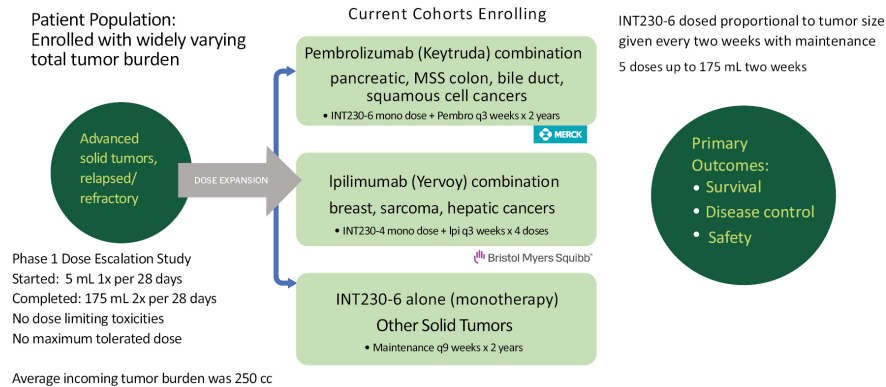 Patient Population:
Enrolled with widely varying
total tumor burden
Advanced
solid tumors,
relapsed/
refractory
DOSE EXPANSION
Phase 1 Dose Escalation Study
Started: 5 mL 1x per 28 days
Completed: 175 mL 2x per 28 days
No dose limiting toxicities
No maximum tolerated dose
Average incoming tumor burden was 250 cc
Current Cohorts Enrolling
Pembrolizumab (Keytruda) combination
pancreatic, MSS colon, bile duct,
squamous cell cancers
• INT230-6 mono dose + Pembro q3 weeks x 2 years
MERCK
Ipilimumab (Yervoy) combination
breast, sarcoma, hepatic cancers
• INT230-4 mono dose + Ipi q3 weeks x 4 doses
Bristol Myers Squibb™
INT230-6 alone (monotherapy)
Other Solid Tumors
• Maintenance q9 weeks x 2 years
INT230-6 dosed proportional to tumor size
given every two weeks with maintenance
5 doses up to 175 mL two weeks
Primary
Outcomes:
• Survival
• Disease control
• Safety